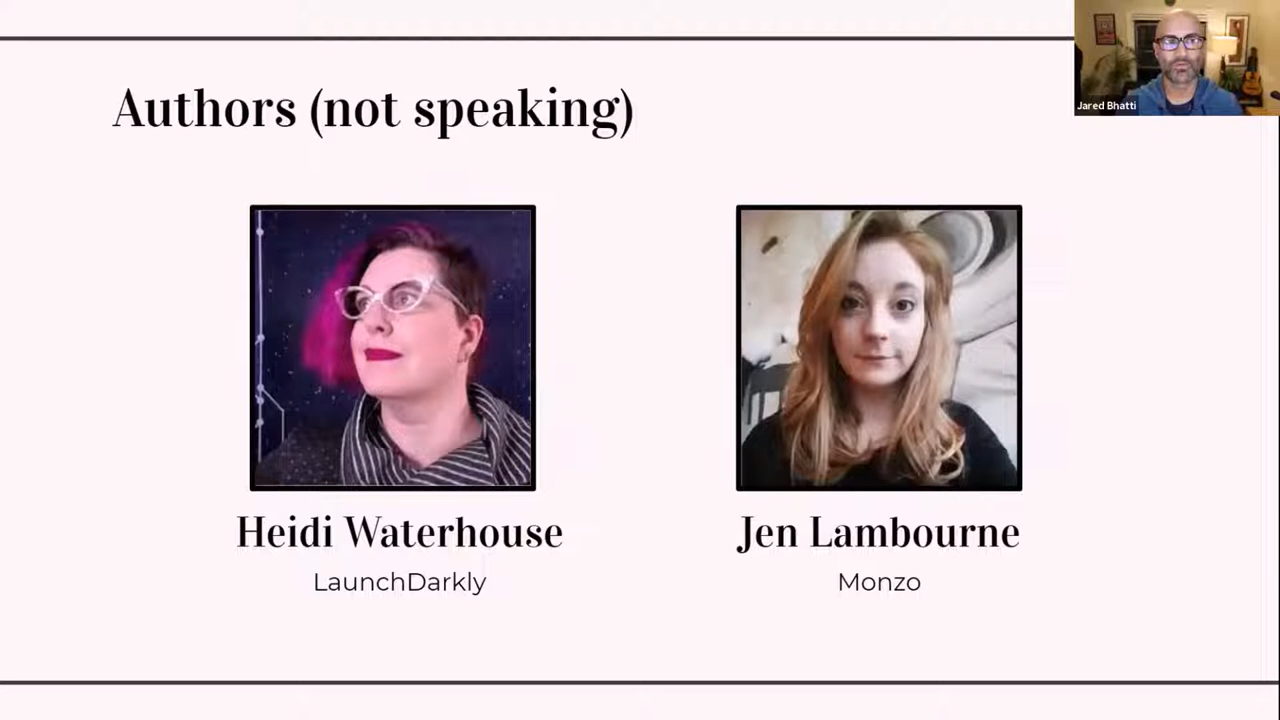 Authors (not speaking)
Jared Bhatti
Heidi Waterhouse
Jen Lambourne
LaunchDarkly
Monzo